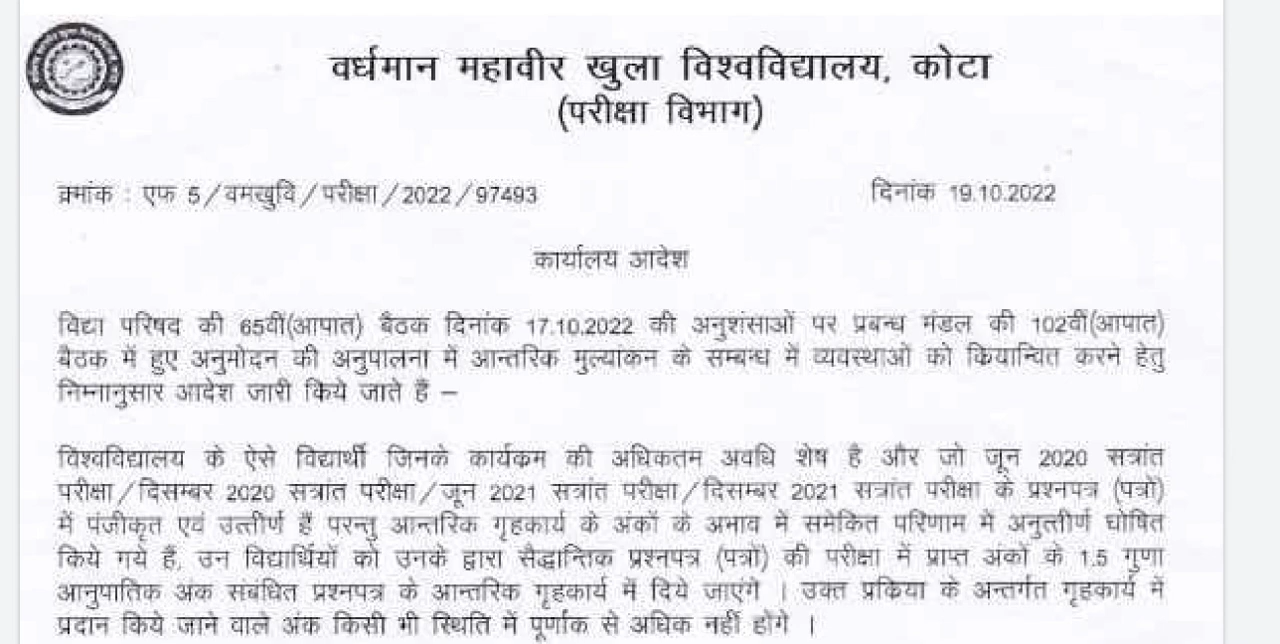 वर्धमान महावीर खुला विश्वविद्यालय, कोटा
(परीक्षा विभाग)
क्रमांक : एफ 5/वमखुवि/परीक्षा/2022/97493 दिनांक 19.10.2022
कार्यालय आदेश
विद्या परिषद की 65वीं(आपात) बैठक दिनांक 17.10.2022 की अनुशंसाओं पर प्रबन्ध मंडल की 102वीं(आपात)
बैठक में हुए अनुमोदन की अनुपालना में आन्तरिक मुल्यांकन के सम्बन्ध में व्यवस्थाओं को कियान्वित करने हेतु
निम्नानुसार आदेश जारी किये जाते हैं –
विश्वविद्यालय के ऐसे विद्यार्थी जिनके कार्यकम की अधिकतम अवधि शेष है और जो जून 2020 सत्रांत
परीक्षा/दिसम्बर 2020 सत्रांत परीक्षा/जून 2021 सत्रांत परीक्षा/दिसम्बर 2021 सत्रांत परीक्षा के प्रश्नपत्र (पत्रों)
में पंजीकृत एवं उत्तीर्ण हैं परन्तु आन्तरिक गृहकार्य के अंकों के अभाव में समेकित परिणाम में अनुत्तीर्ण घोषित
किये गये हैं, उन विद्यार्थियों को उनके द्वारा सैद्धान्तिक प्रश्नपत्र (पत्रों) की परीक्षा में प्राप्त अंकों के 1.5 गुणा
आनुपातिक अंक संबंधित प्रश्नपत्र के आन्तरिक गृहकार्य में दिये जाएंगे । उक्त प्रकिया के अन्तर्गत गृहकार्य में
प्रदान किये जाने वाले अंक किसी भी स्थिति में पूर्णांक से अधिक नहीं होंगे ।